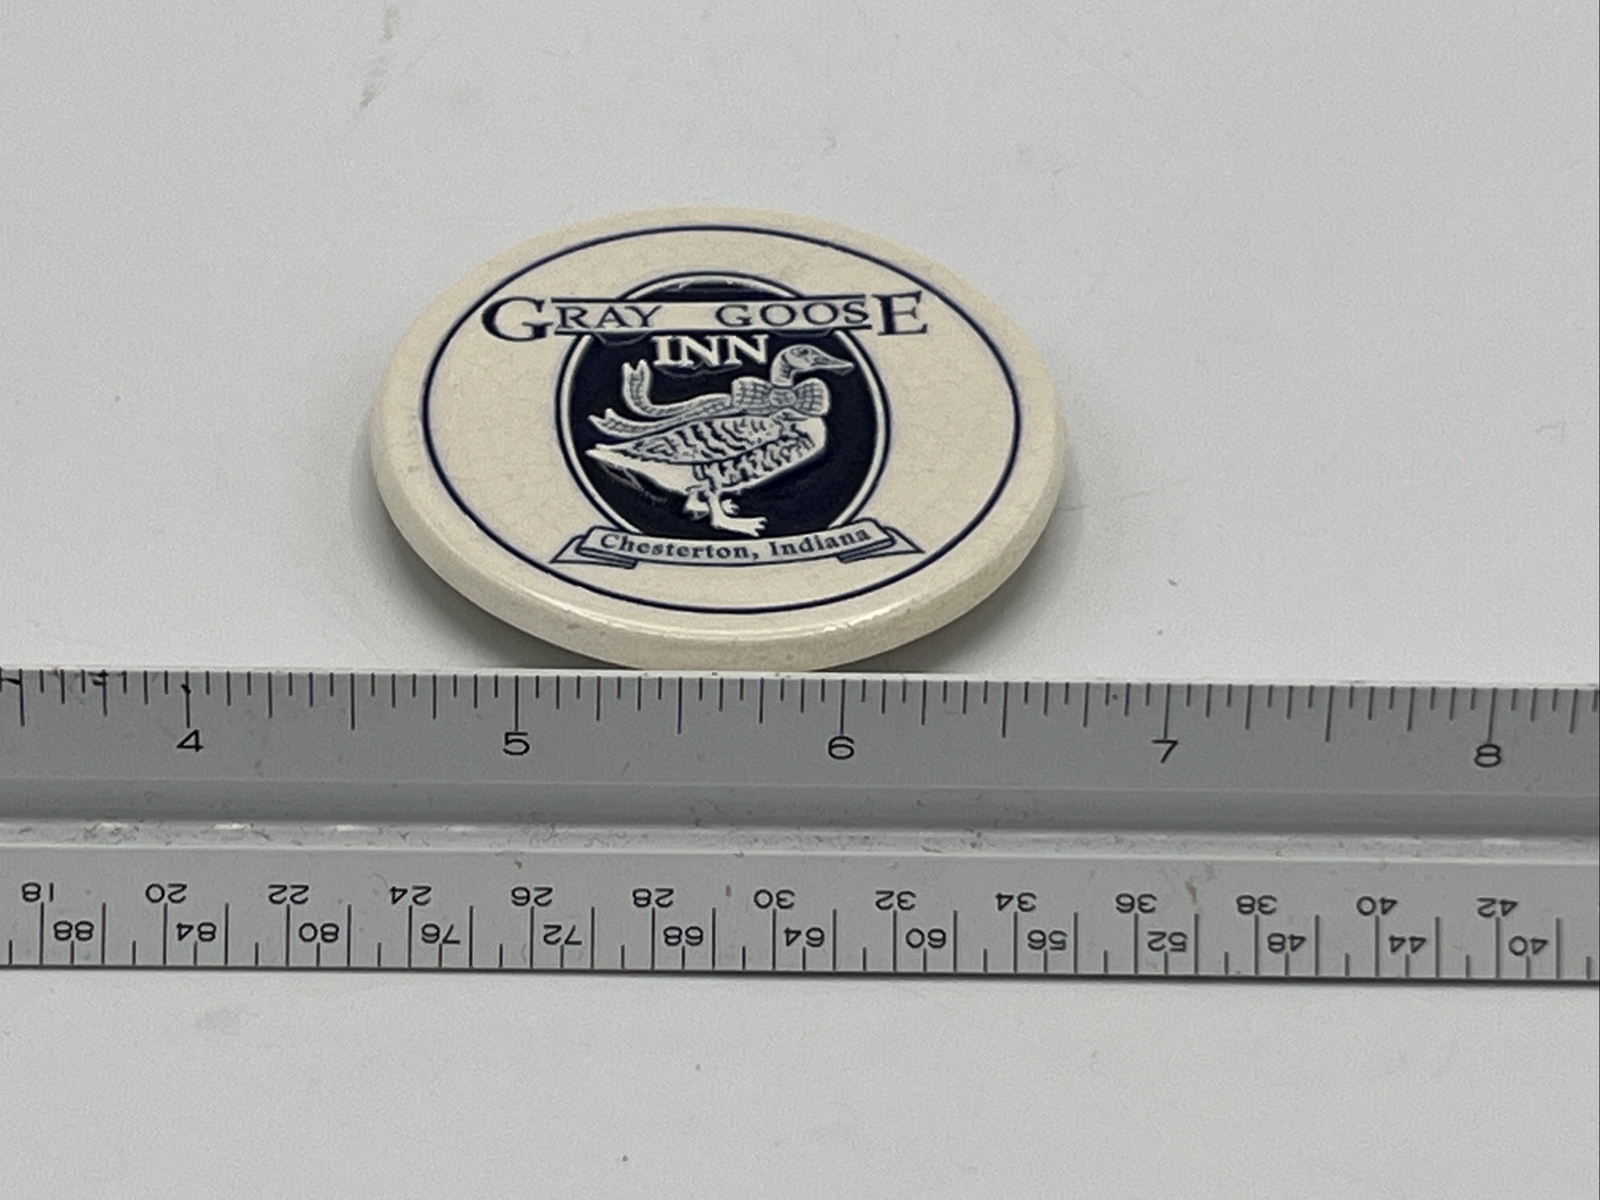 GRAY GOOSE
INN
Chesterton, Indiana
4 5 6 7 8
18 20 22 24 26 28 30 32 34 36 38 40 42
88 84 80 76 72 68 64 60 56 52 48 44 40